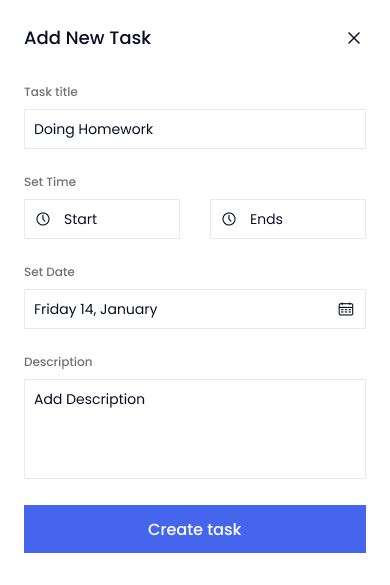 Add New Task
Task title
Doing Homework
Set Time
Start Ends
Set Date
Friday 14, January
Description
Add Description
Create task